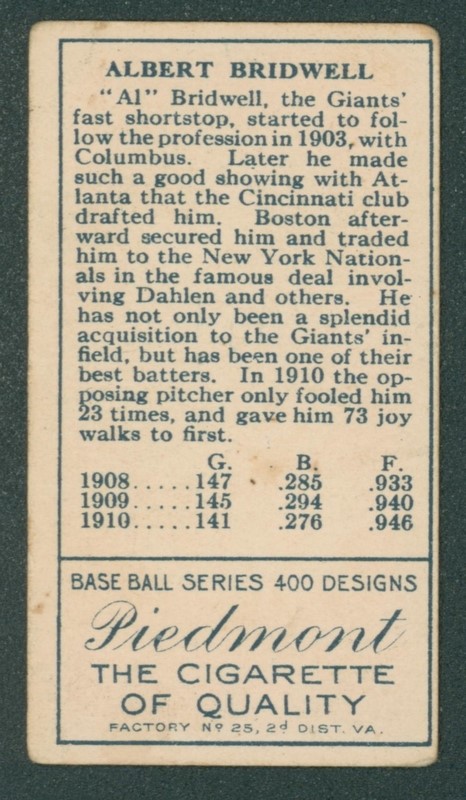 ALBERT BRIDWELL
"Al" Bridwell, the Giants'
fast shortstop, started to fol-
low the profession in 1903, with
Columbus. Later he made
such a good showing with At-
lanta that the Cincinnati club
drafted him. Boston after-
ward secured him and traded
him to the New York Nation-
als in the famous deal invol-
ving Dahlen and others. He
has not only been a splendid
acquisition to the Giants' in-
field, but has been one of their
best batters. In 1910 the op-
posing pitcher only fooled him
23 times, and gave him 73 joy
walks to first.
G. B. F.
1908.....147 .285 .933
1909.....145 .294 .940
1910.....141 .276 .946
BASE BALL SERIES 400 DESIGNS
Piedmont
THE CIGARETTE
OF QUALITY
FACTORY No 25, 2d DIST. VA.